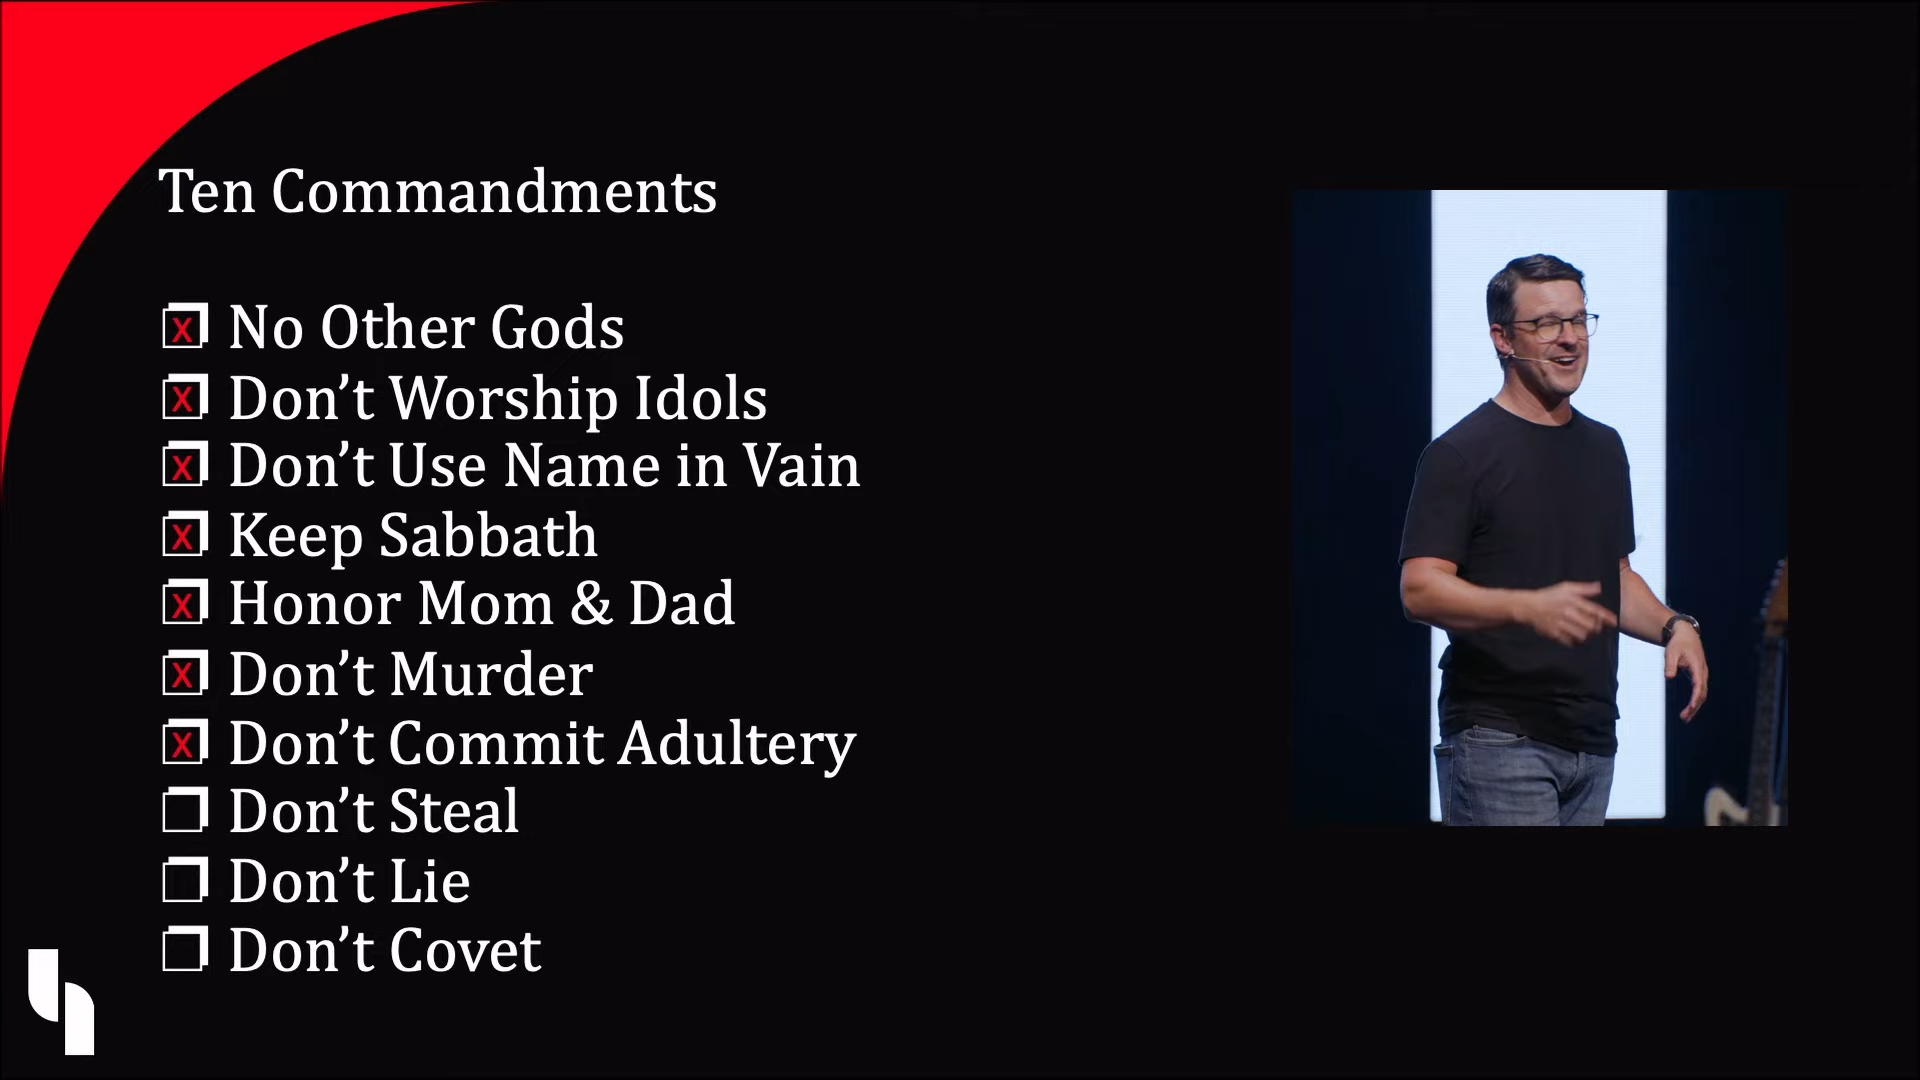 Ten Commandments
x No Other Gods
x Don’t Worship Idols
x Don’t Use Name in Vain
x Keep Sabbath
x Honor Mom & Dad
x Don’t Murder
x Don’t Commit Adultery
Don’t Steal
Don’t Lie
Don’t Covet